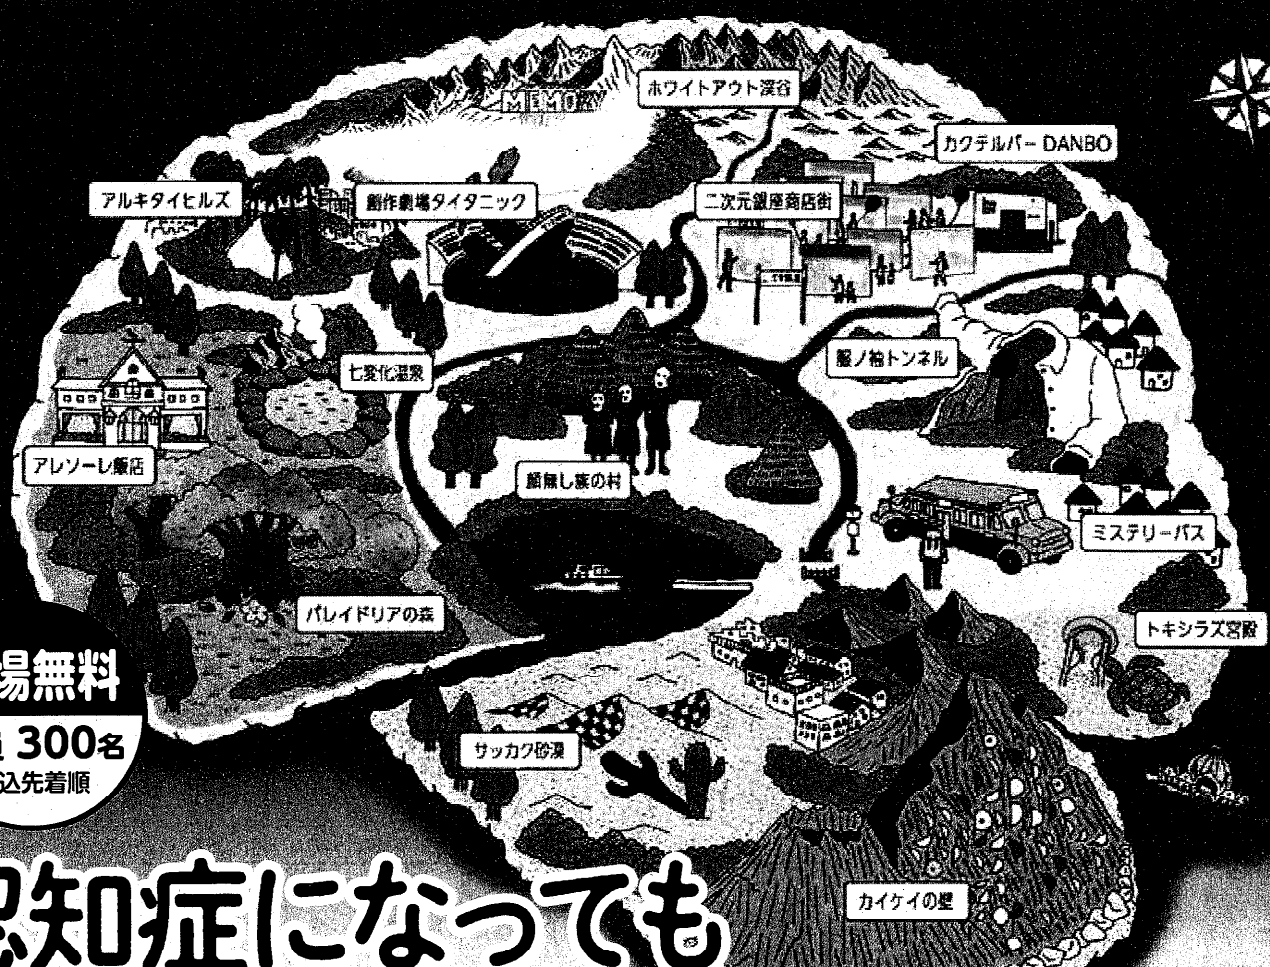 ホワイトアウト渓谷
MEMO
カクテルバー DANBO
アルキタイヒルズ
創作劇場タイタニック
二次元銀座商店街
服ノ袖トンネル
七変化温泉
アレソーレ飯店
顔無し族の村
ミステリーバス
パレイドリアの森
トキシラズ宮殿
場無料
300名
込先着順
サッカク砂漠
カイケイの壁
認知症になっても